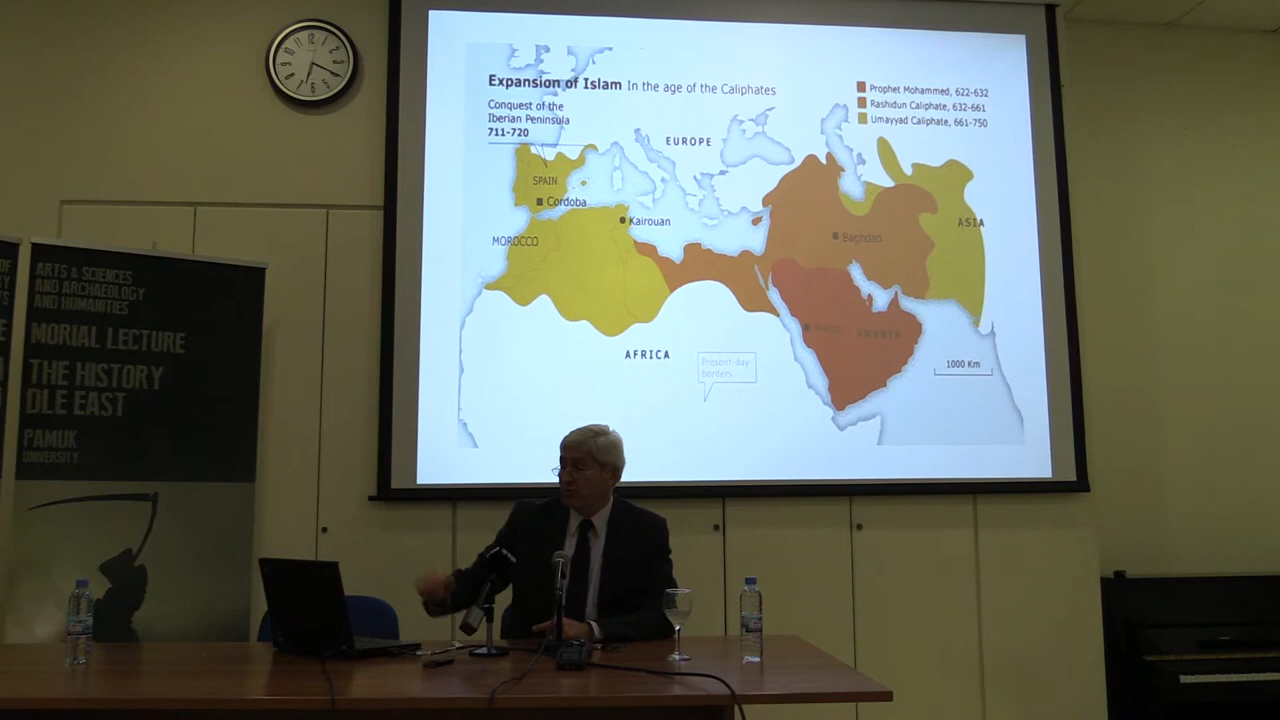 12
Expansion of Islam In the age of the Caliphates
Conquest of the
Iberian Peninsula
711-720
Prophet Mohammed, 622-632
Rashidun Caliphate, 632-661
Umayyad Caliphate, 661-750
EUROPE
SPAIN
Cordoba
Kairouan
MOROCCO
Baghdad
ASIA
ARABIA
AFRICA
Present-day
borders
1000 Km
OF
ARTS & SCIENCES
AND ARCHAEOLOGY
AND HUMANITIES
MORIAL LECTURE
THE HISTORY
DLE EAST
PAMUK
UNIVERSITY